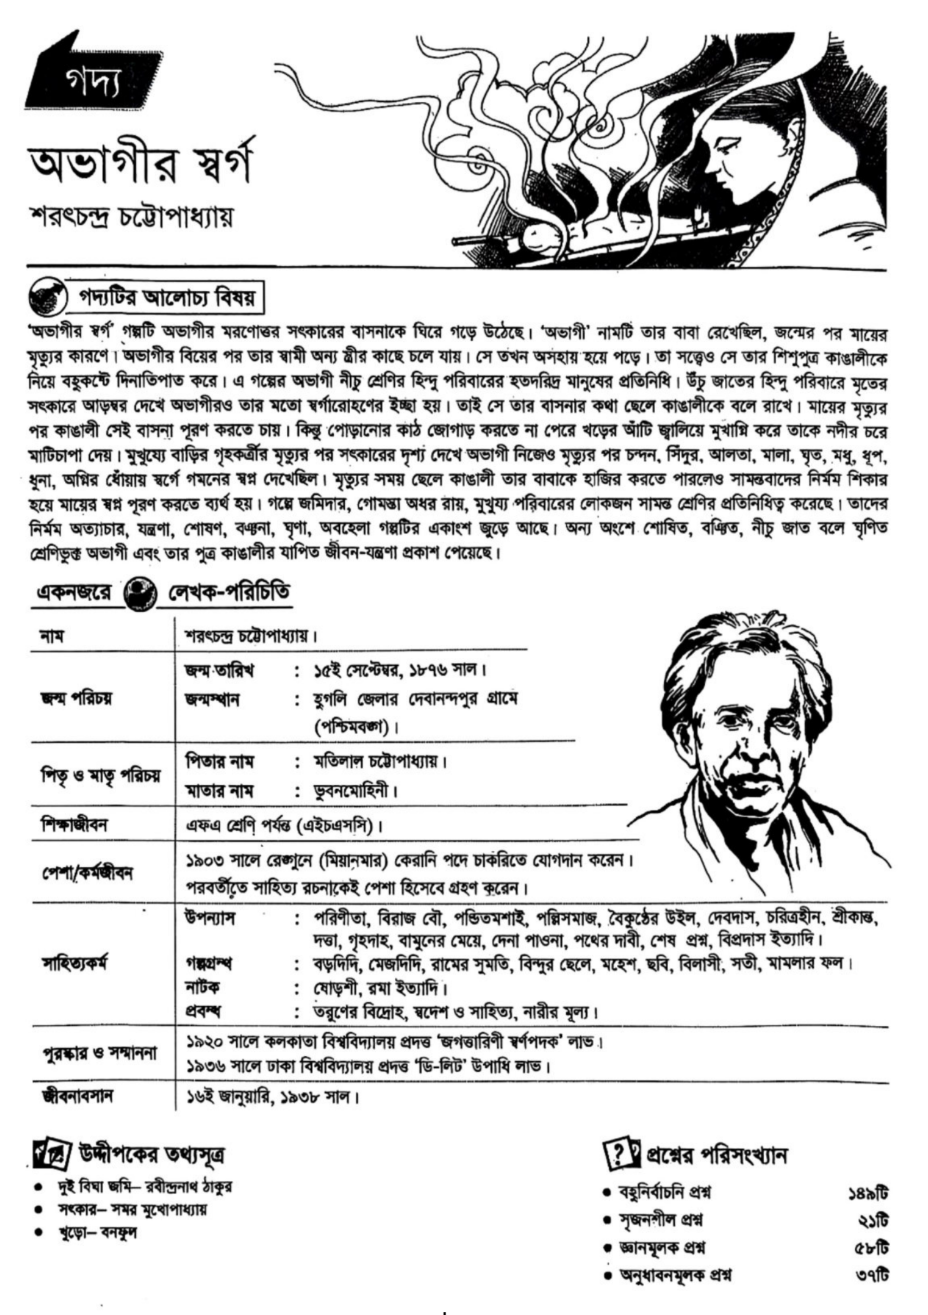 গদ্য
অভাগীর স্বর্গ
শরৎচন্দ্র চট্টোপাধ্যায়
গদ্যটির আলোচ্য বিষয়
'অভাগীর স্বর্গ' গল্পটি অভাগীর মরণোত্তর সৎকারের বাসনাকে ঘিরে গড়ে উঠেছে। 'অভাগী' নামটি তার বাবা রেখেছিল, জন্মের পর মায়ের
মৃত্যুর কারণে। অভাগীর বিয়ের পর তার স্বামী অন্য স্ত্রীর কাছে চলে যায়। সে তখন অসহায় হয়ে পড়ে। তা সত্ত্বেও সে তার শিশুপুত্র কাঙালীকে
নিয়ে বহুকষ্টে দিনাতিপাত করে। এ গল্পের অভাগী নীচু শ্রেণির হিন্দু পরিবারের হতদরিদ্র মানুষের প্রতিনিধি। উঁচু জাতের হিন্দু পরিবারে মৃতের
সৎকারে আড়ম্বর দেখে অভাগীরও তার মতো স্বর্গারোহণের ইচ্ছা হয়। তাই সে তার বাসনার কথা ছেলে কাঙালীকে বলে রাখে। মায়ের মৃত্যুর
পর কাঙালী সেই বাসনা পূরণ করতে চায়। কিন্তু পোড়ানোর কাঠ জোগাড় করতে না পেরে খড়ের আঁটি জ্বালিয়ে মুখাগ্নি করে তাকে নদীর চরে
মাটিচাপা দেয়। মুখুয্যে বাড়ির গৃহকর্ত্রীর মৃত্যুর পর সৎকারের দৃশ্য দেখে অভাগী নিজেও মৃত্যুর পর চন্দন, সিঁদুর, আলতা, মালা, ঘৃত, মধু, ধূপ,
ধুনা, অগ্নির ধোঁয়ায় স্বর্গে গমনের স্বপ্ন দেখেছিল। মৃত্যুর সময় ছেলে কাঙালী তার বাবাকে হাজির করতে পারলেও সামন্তবাদের নির্মম শিকার
হয়ে মায়ের স্বপ্ন পূরণ করতে ব্যর্থ হয়। গল্পে জমিদার, গোমস্তা অধর রায়, মুখুয্য পরিবারের লোকজন সামন্ত শ্রেণির প্রতিনিধিত্ব করেছে। তাদের
নির্মম অত্যাচার, যন্ত্রণা, শোষণ, বঞ্চনা, ঘৃণা, অবহেলা গল্পটির একাংশ জুড়ে আছে। অন্য অংশে শোষিত, বঞ্চিত, নীচু জাত বলে ঘৃণিত
শ্রেণিভুক্ত অভাগী এবং তার পুত্র কাঙালীর যাপিত জীবন-যন্ত্রণা প্রকাশ পেয়েছে।
একনজরে লেখক-পরিচিতি
নাম শরৎচন্দ্র চট্টোপাধ্যায়।
জন্ম পরিচয় জন্ম তারিখ : ১৫ই সেপ্টেম্বর, ১৮৭৬ সাল।
জন্মস্থান : হুগলি জেলার দেবানন্দপুর গ্রামে
(পশ্চিমবঙ্গ)।
পিতৃ ও মাতৃ পরিচয় পিতার নাম : মতিলাল চট্টোপাধ্যায়।
মাতার নাম : ভুবনমোহিনী।
শিক্ষাজীবন এফএ শ্রেণি পর্যন্ত (এইচএসসি)।
পেশা/কর্মজীবন ১৯০৩ সালে রেঙ্গুনে (মিয়ানমার) কেরানি পদে চাকরিতে যোগদান করেন।
পরবর্তীতে সাহিত্য রচনাকেই পেশা হিসেবে গ্রহণ করেন।
সাহিত্যকর্ম উপন্যাস : পরিণীতা, বিরাজ বৌ, পন্ডিতমশাই, পল্লিসমাজ, বৈকুণ্ঠের উইল, দেবদাস, চরিত্রহীন, শ্রীকান্ত,
দত্তা, গৃহদাহ, বামুনের মেয়ে, দেনা পাওনা, পথের দাবী, শেষ প্রশ্ন, বিপ্রদাস ইত্যাদি।
গল্পগ্রন্থ : বড়দিদি, মেজদিদি, রামের সুমতি, বিন্দুর ছেলে, মহেশ, ছবি, বিলাসী, সতী, মামলার ফল।
নাটক : ষোড়শী, রমা ইত্যাদি।
প্রবন্ধ : তরুণের বিদ্রোহ, স্বদেশ ও সাহিত্য, নারীর মূল্য।
পুরস্কার ও সম্মাননা ১৯২০ সালে কলকাতা বিশ্ববিদ্যালয় প্রদত্ত 'জগত্তারিণী স্বর্ণপদক' লাভ।
১৯৩৬ সালে ঢাকা বিশ্ববিদ্যালয় প্রদত্ত 'ডি-লিট' উপাধি লাভ।
জীবনাবসান ১৬ই জানুয়ারি, ১৯৩৮ সাল।
উদ্দীপকের তথ্যসূত্র
• দুই বিঘা জমি– রবীন্দ্রনাথ ঠাকুর
• সৎকার– সমর মুখোপাধ্যায়
• খুড়ো– বনফুল
প্রশ্নের পরিসংখ্যান
• বহুনির্বাচনি প্রশ্ন ১৪৯টি
• সৃজনশীল প্রশ্ন ২১টি
• জ্ঞানমূলক প্রশ্ন ৫৮টি
• অনুধাবনমূলক প্রশ্ন ৩৭টি